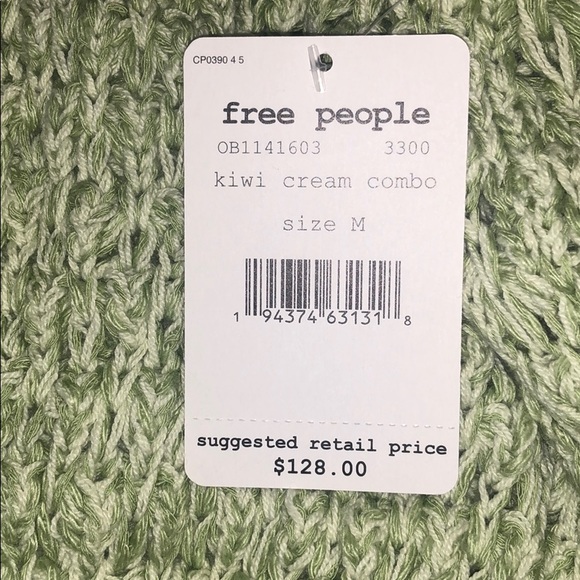 CP0390 4 5
free people
OB1141603 3300
kiwi cream combo
size M
1 94374 63131 8
suggested retail price
$128.00